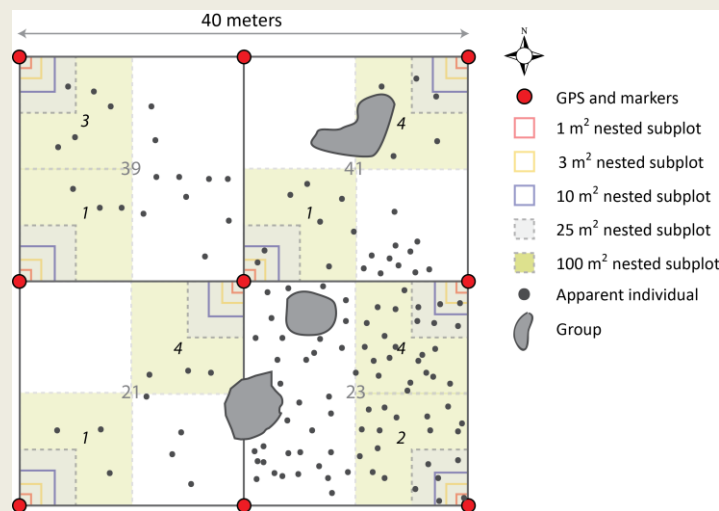 40 meters
N
3
4
39
41
1
1
4
4
21
23
1
2
GPS and markers
1 m² nested subplot
3 m² nested subplot
10 m² nested subplot
25 m² nested subplot
100 m² nested subplot
Apparent individual
Group